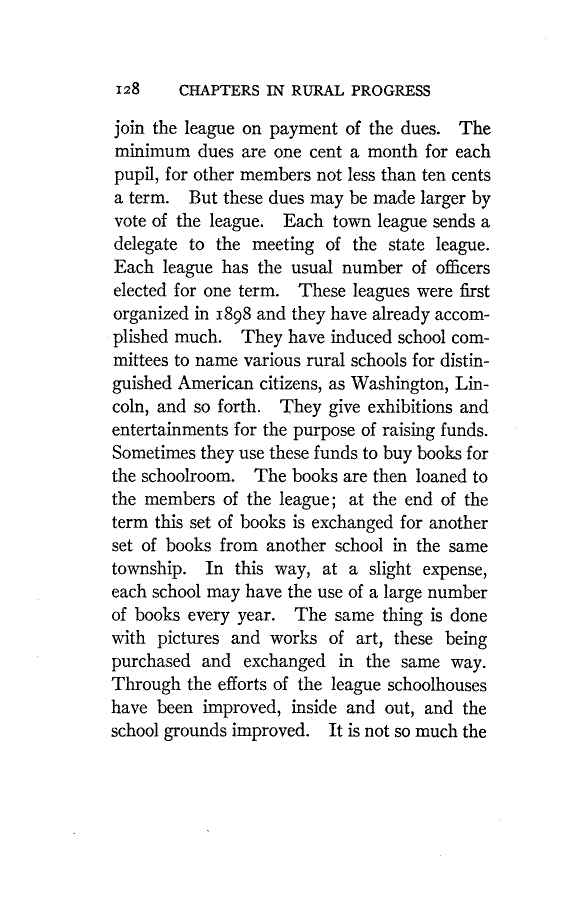 128 CHAPTERS IN RURAL PROGRESS
join the league on payment of the dues. The
minimum dues are one cent a month for each
pupil, for other members not less than ten cents
a term. But these dues may be made larger by
vote of the league. Each town league sends a
delegate to the meeting of the state league.
Each league has the usual number of officers
elected for one term. These leagues were first
organized in 1898 and they have already accom-
plished much. They have induced school com-
mittees to name various rural schools for distin-
guished American citizens, as Washington, Lin-
coln, and so forth. They give exhibitions and
entertainments for the purpose of raising funds.
Sometimes they use these funds to buy books for
the schoolroom. The books are then loaned to
the members of the league; at the end of the
term this set of books is exchanged for another
set of books from another school in the same
township. In this way, at a slight expense,
each school may have the use of a large number
of books every year. The same thing is done
with pictures and works of art, these being
purchased and exchanged in the same way.
Through the efforts of the league schoolhouses
have been improved, inside and out, and the
school grounds improved. It is not so much the